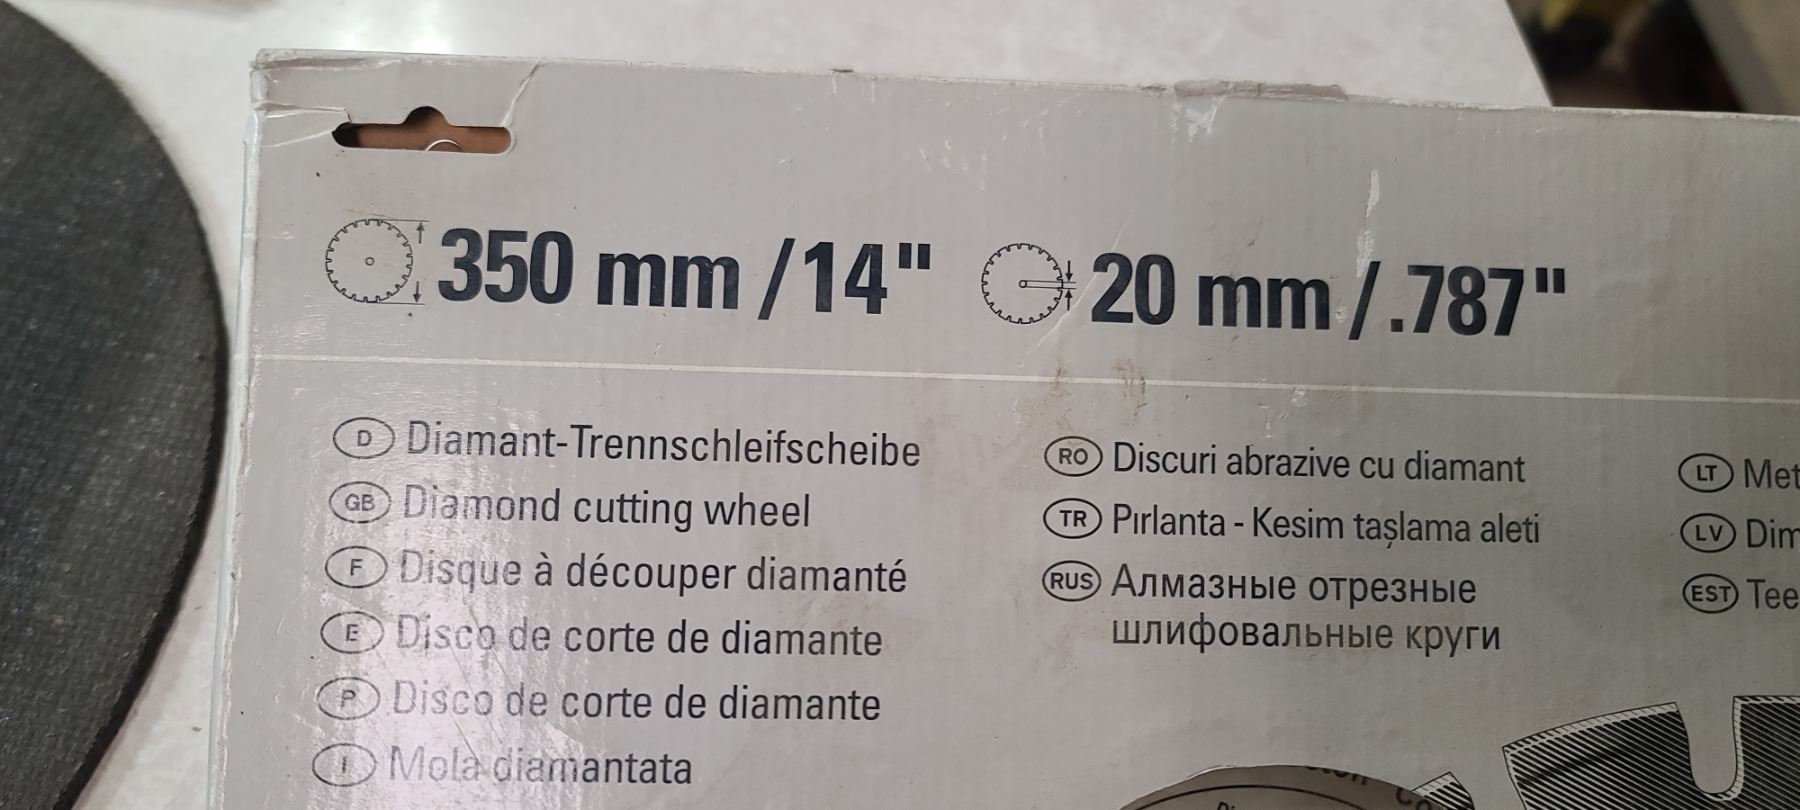 350 mm / 14" 20 mm / .787"
D Diamant-Trennschleifscheibe
GB Diamond cutting wheel
F Disque à découper diamanté
E Disco de corte de diamante
P Disco de corte de diamante
I Mola diamantata
RO Discuri abrazive cu diamant
TR Pırlanta - Kesim taşlama aleti
RUS Алмазные отрезные
шлифовальные круги
LT Met
LV Dim
EST Tee